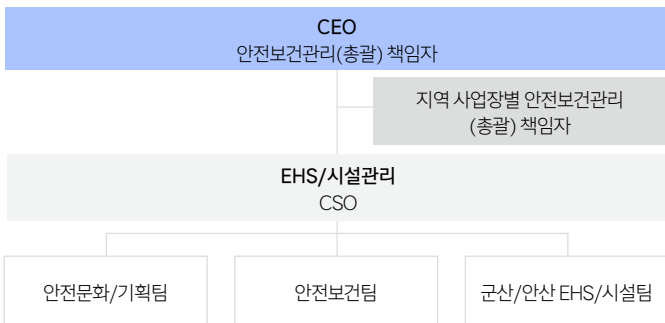 CEO
안전보건관리(총괄) 책임자
지역 사업장별 안전보건관리
(총괄) 책임자
EHS/시설관리
CSO
안전문화/기획팀
안전보건팀
군산/안산 EHS/시설팀